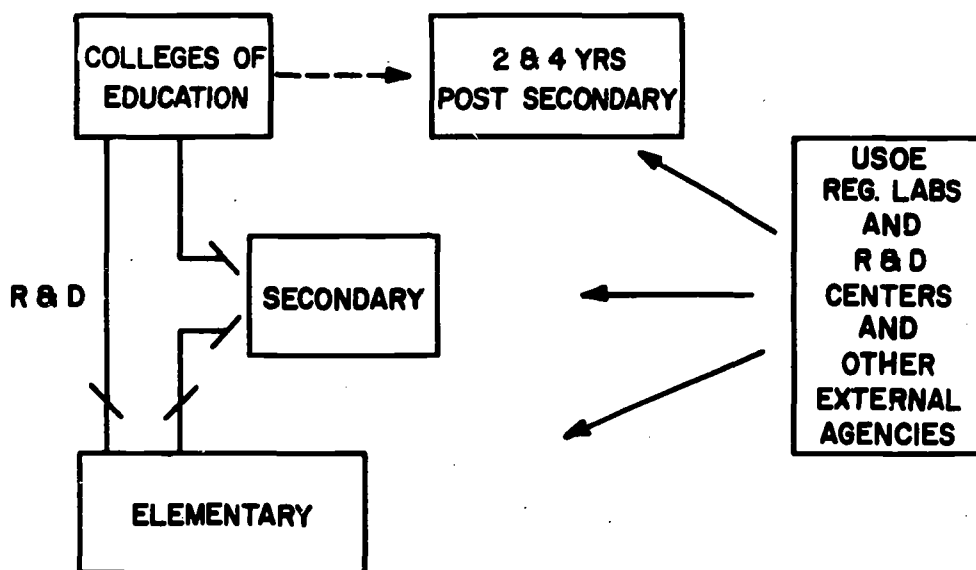 COLLEGES OF
EDUCATION
2 & 4 YRS
POST SECONDARY
USOE
REG. LABS
AND
R & D
CENTERS
AND
OTHER
EXTERNAL
AGENCIES
R & D
SECONDARY
ELEMENTARY